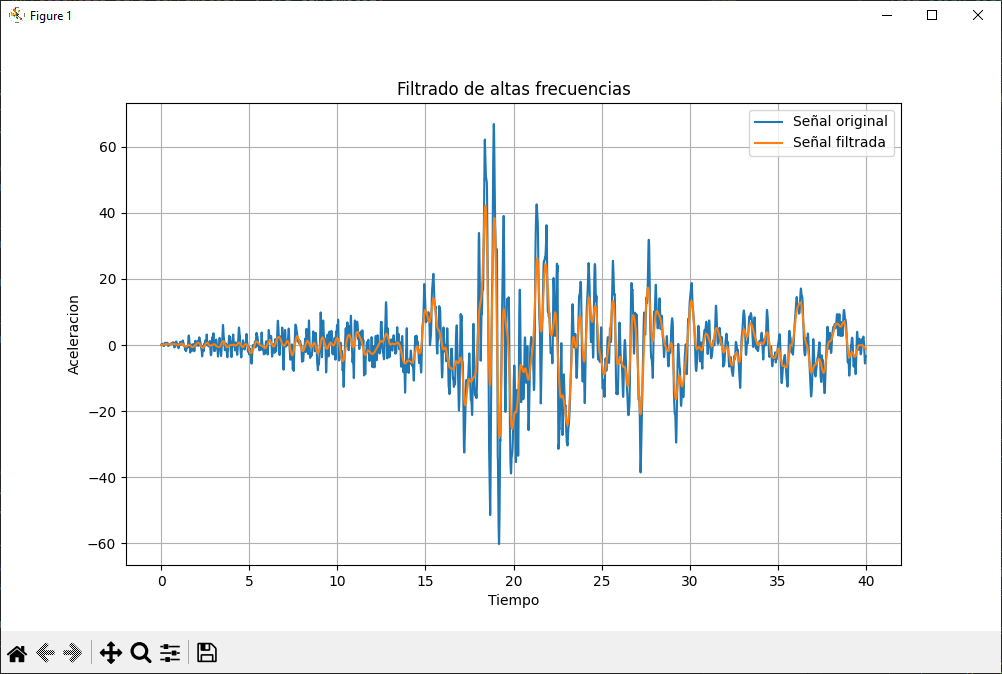 Figure 1
Filtrado de altas frecuencias
Señal original
Señal filtrada
60
40
20
0
−20
−40
−60
Aceleracion
0 5 10 15 20 25 30 35 40
Tiempo